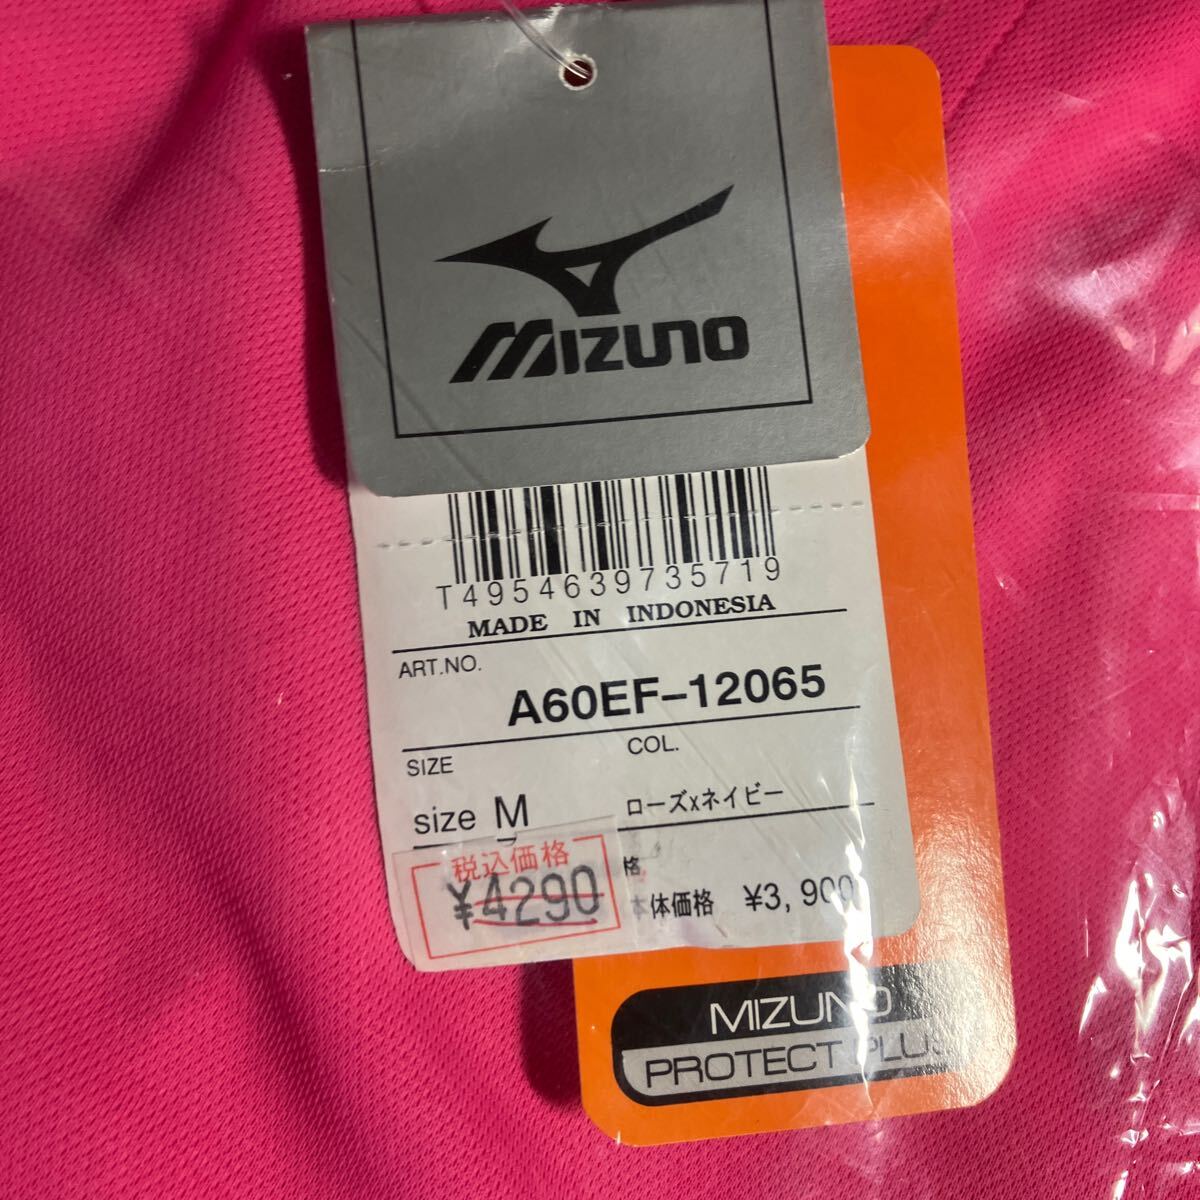 MIZUNO
T4954639735719
MADE IN INDONESIA
ART.NO.
A60EF-12065
SIZE
COL.
size M
ローズxネイビー
税込価格
¥4290
格
本体価格 ¥3,900
MIZUNO
PROTECT PLUS